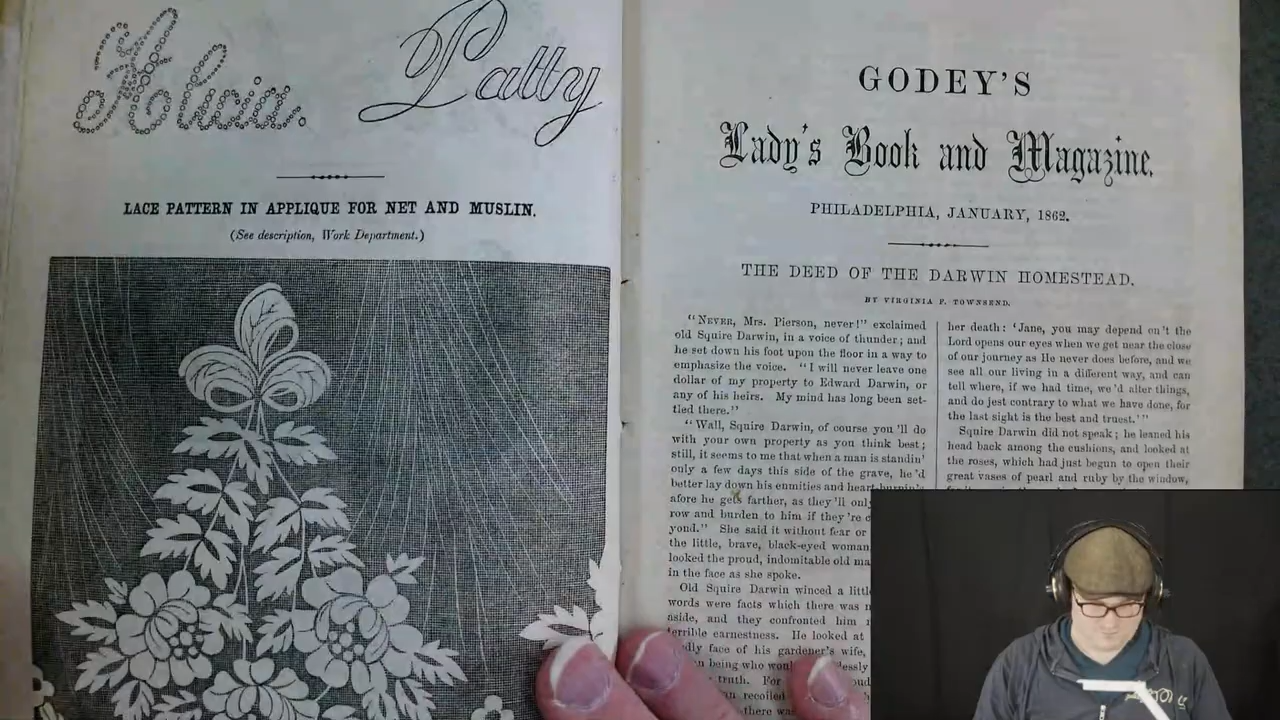 Patty
LACE PATTERN IN APPLIQUE FOR NET AND MUSLIN.
(See description, Work Department.)
GODEY'S
Lady's Book and Magazine.
PHILADELPHIA, JANUARY, 1862.
THE DEED OF THE DARWIN HOMESTEAD.
BY VIRGINIA F. TOWNSEND.
"NEVER, Mrs. Pierson, never!" exclaimed
old Squire Darwin, in a voice of thunder; and
he set down his foot upon the floor in a way to
emphasize the voice. "I will never leave one
dollar of my property to Edward Darwin, or
any of his heirs. My mind has long been set-
tled there."
"Wall, Squire Darwin, of course you'll do
with your own property as you think best;
still, it seems to me that when a man is standin'
only a few days this side of the grave, he'd
better lay down his enmities and heart-burnin's
afore he gets farther, as they'll only
row and burden to him if they're
yond." She said it without fear or
the little, brave, black-eyed woman,
looked the proud, indomitable old
in the face as she spoke.
Old Squire Darwin winced a
words were facts which there was
aside, and they confronted him
terrible earnestness. He looked at
face of his gardener's wife,
being who
truth. For
recoiled
there was
her death: 'Jane, you may depend on't the
Lord opens our eyes when we get near the close
of our journey as He never does before, and we
see all our living in a different way, and can
tell where, if we had time, we'd alter things,
and do jest contrary to what we have done, for
the last sight is the best and truest.'"
Squire Darwin did not speak; he leaned his
head back among the cushions, and looked at
the roses, which had just begun to open their
great vases of pearl and ruby by the window,